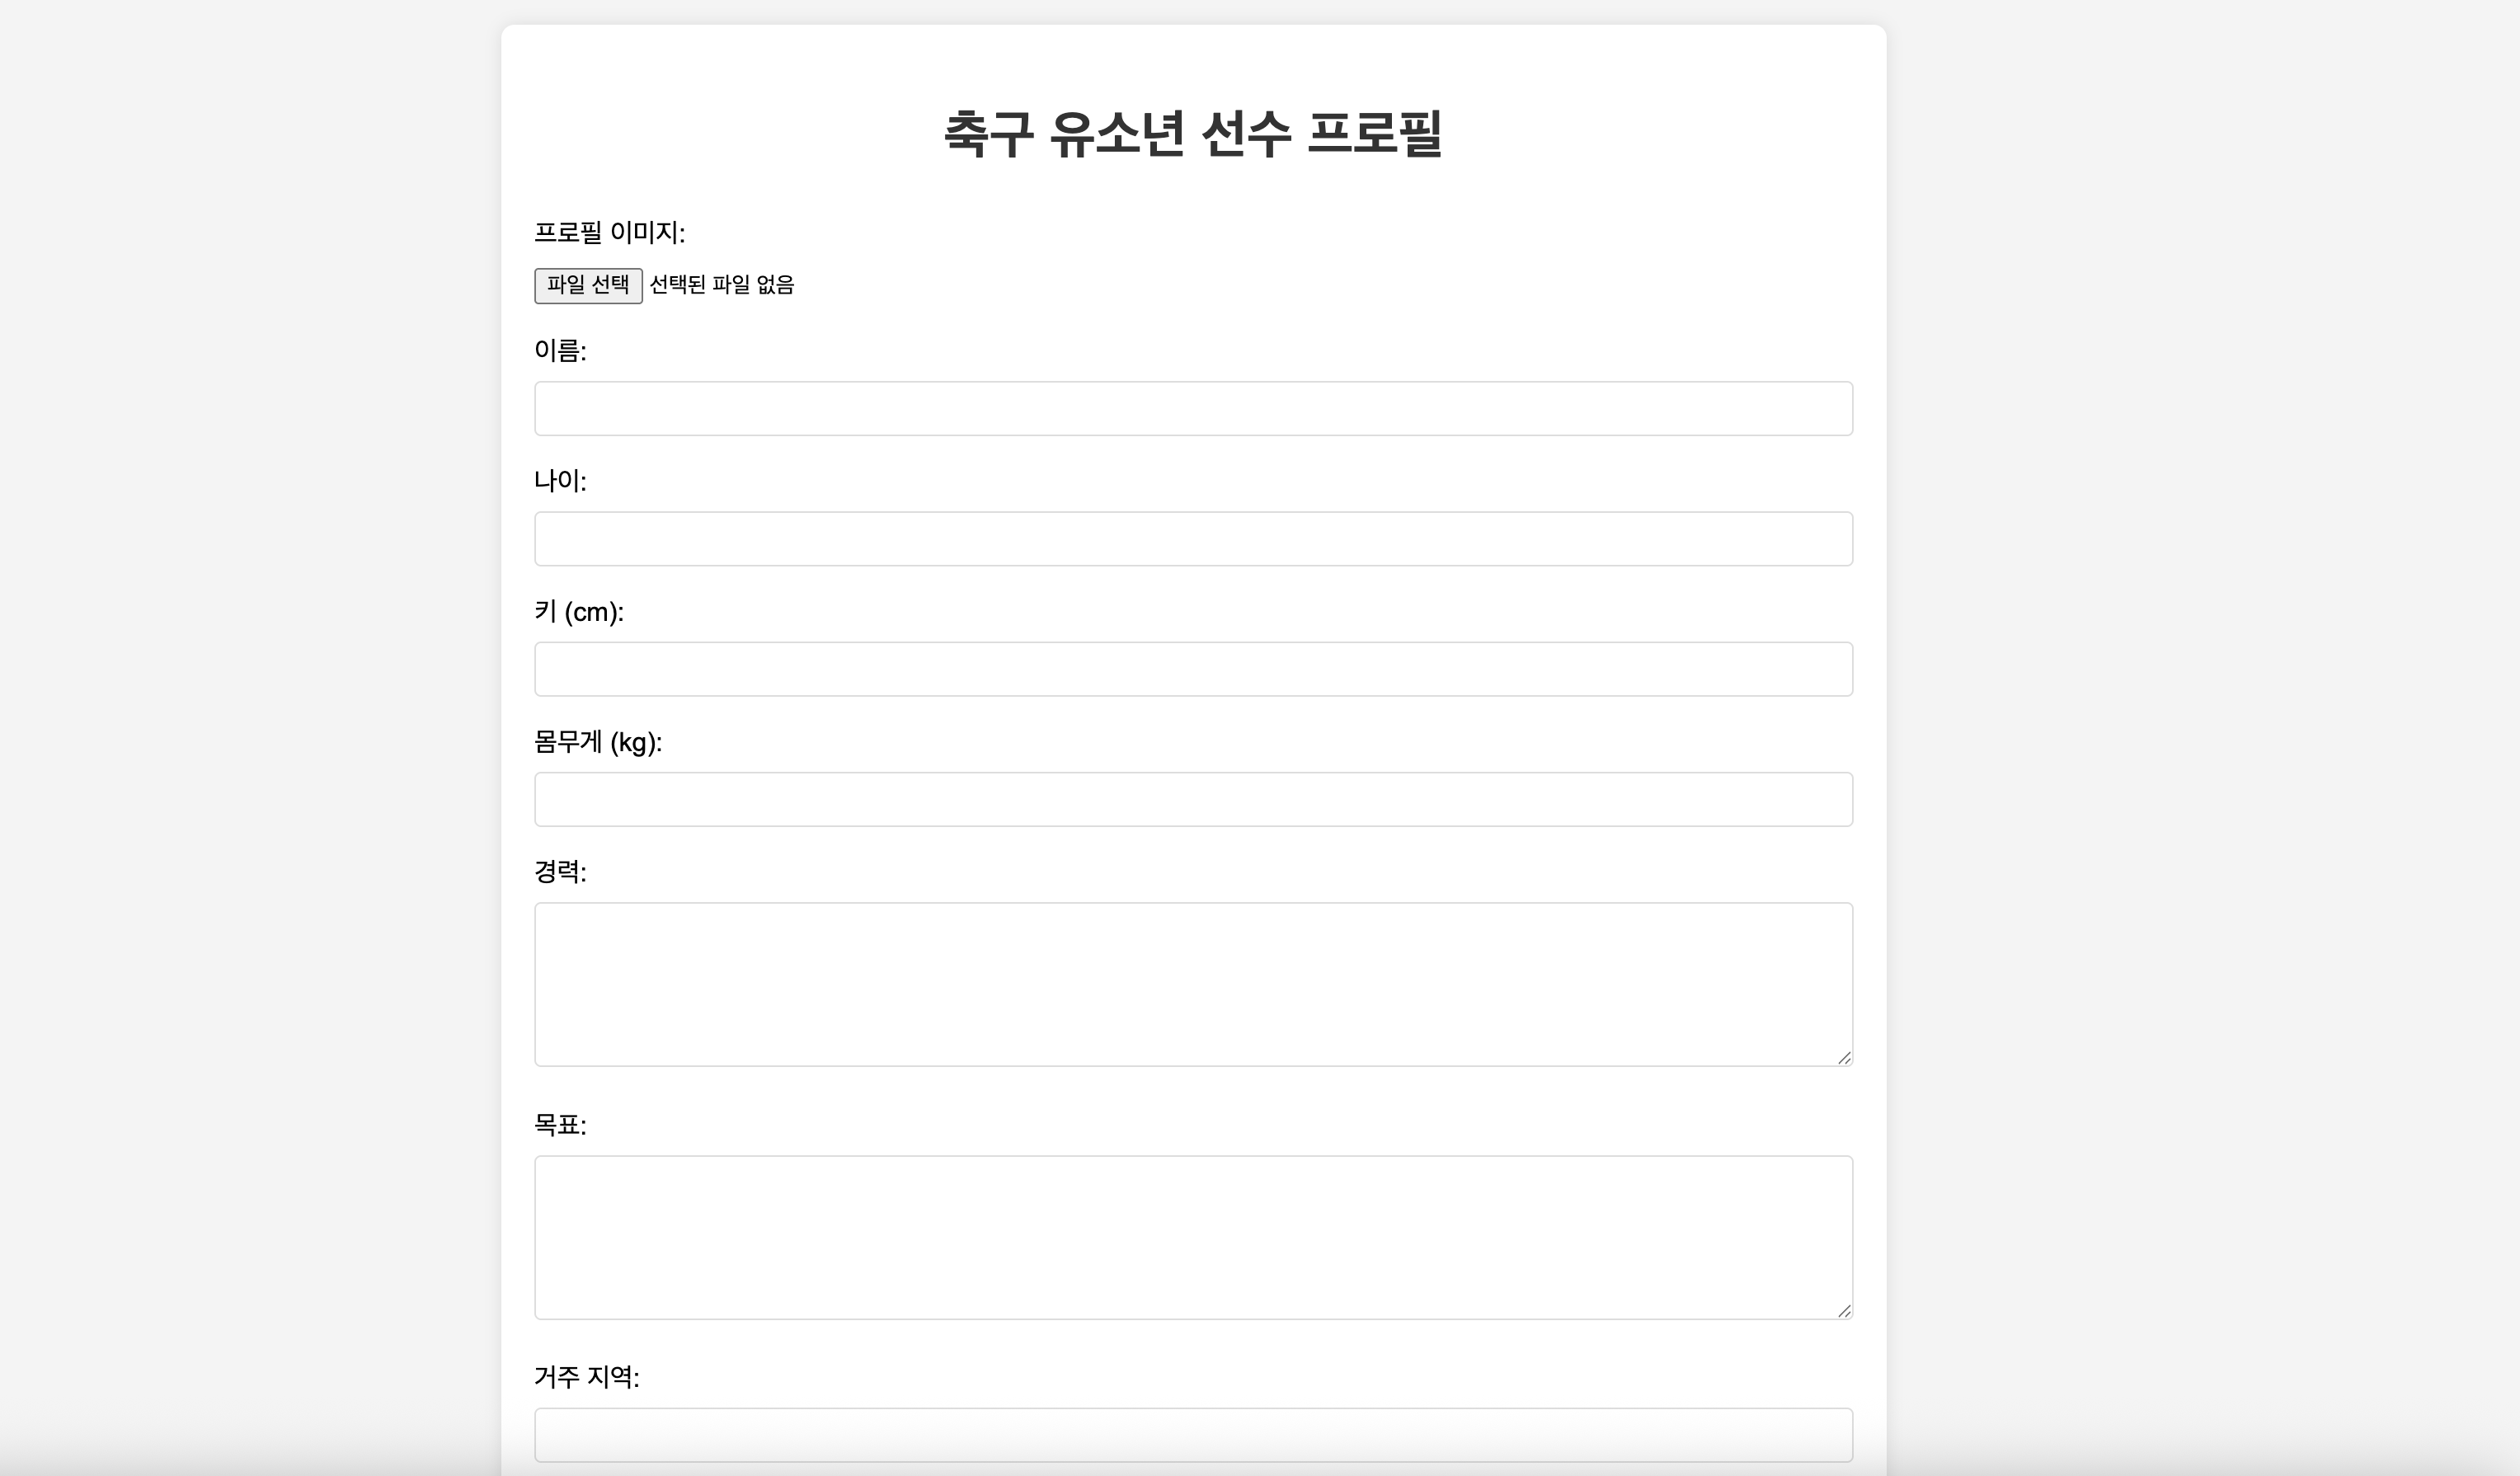 축구 유소년 선수 프로필
프로필 이미지:
파일 선택 선택된 파일 없음
이름:
나이:
키 (cm):
몸무게 (kg):
경력:
목표:
거주 지역: